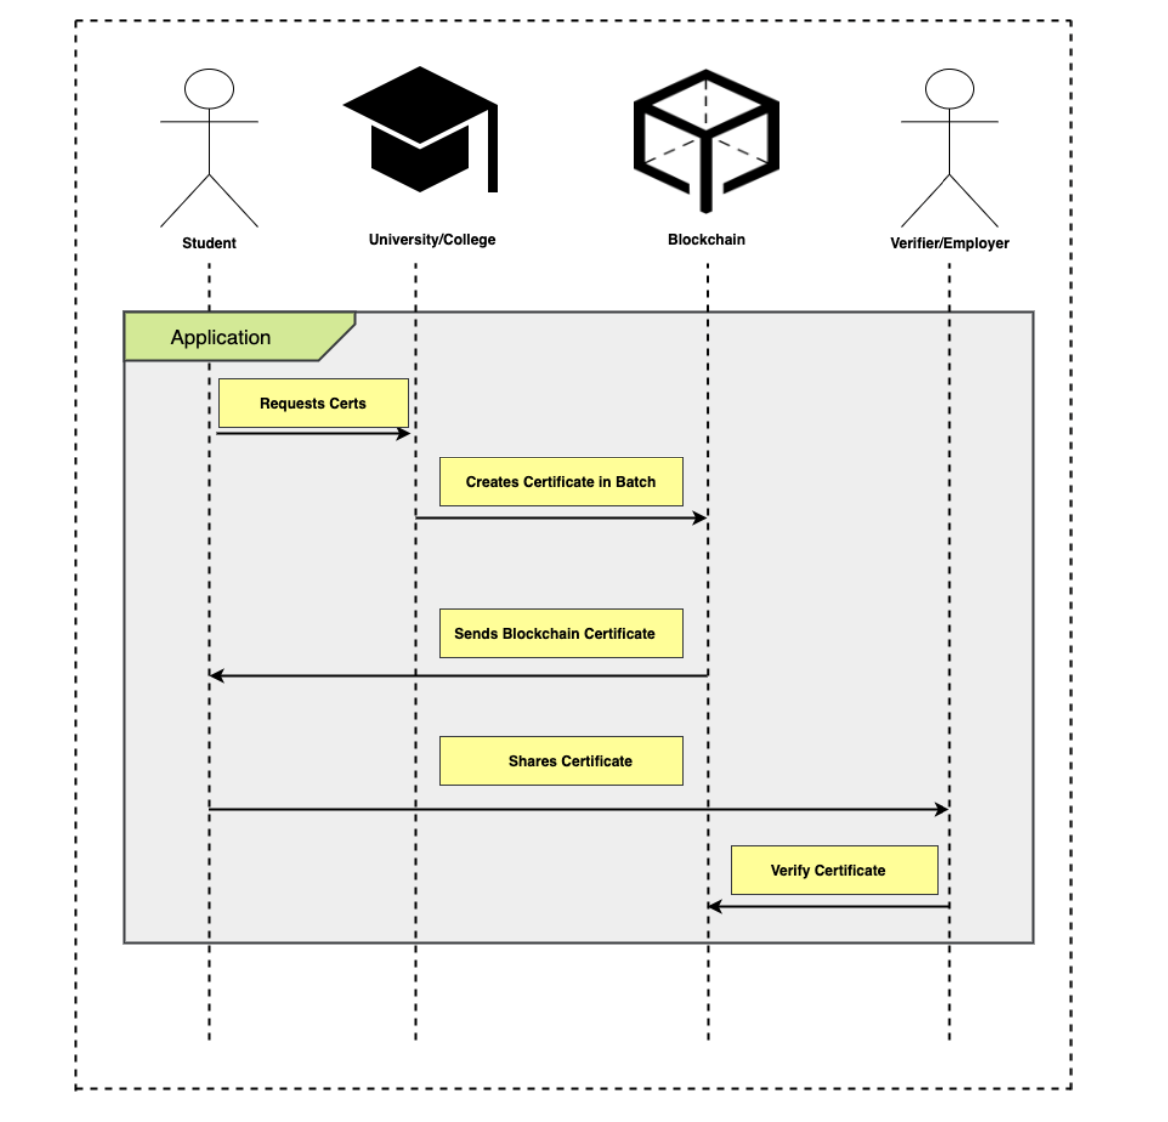 Student
University/College
Blockchain
Verifier/Employer
Application
Requests Certs
Creates Certificate in Batch
Sends Blockchain Certificate
Shares Certificate
Verify Certificate